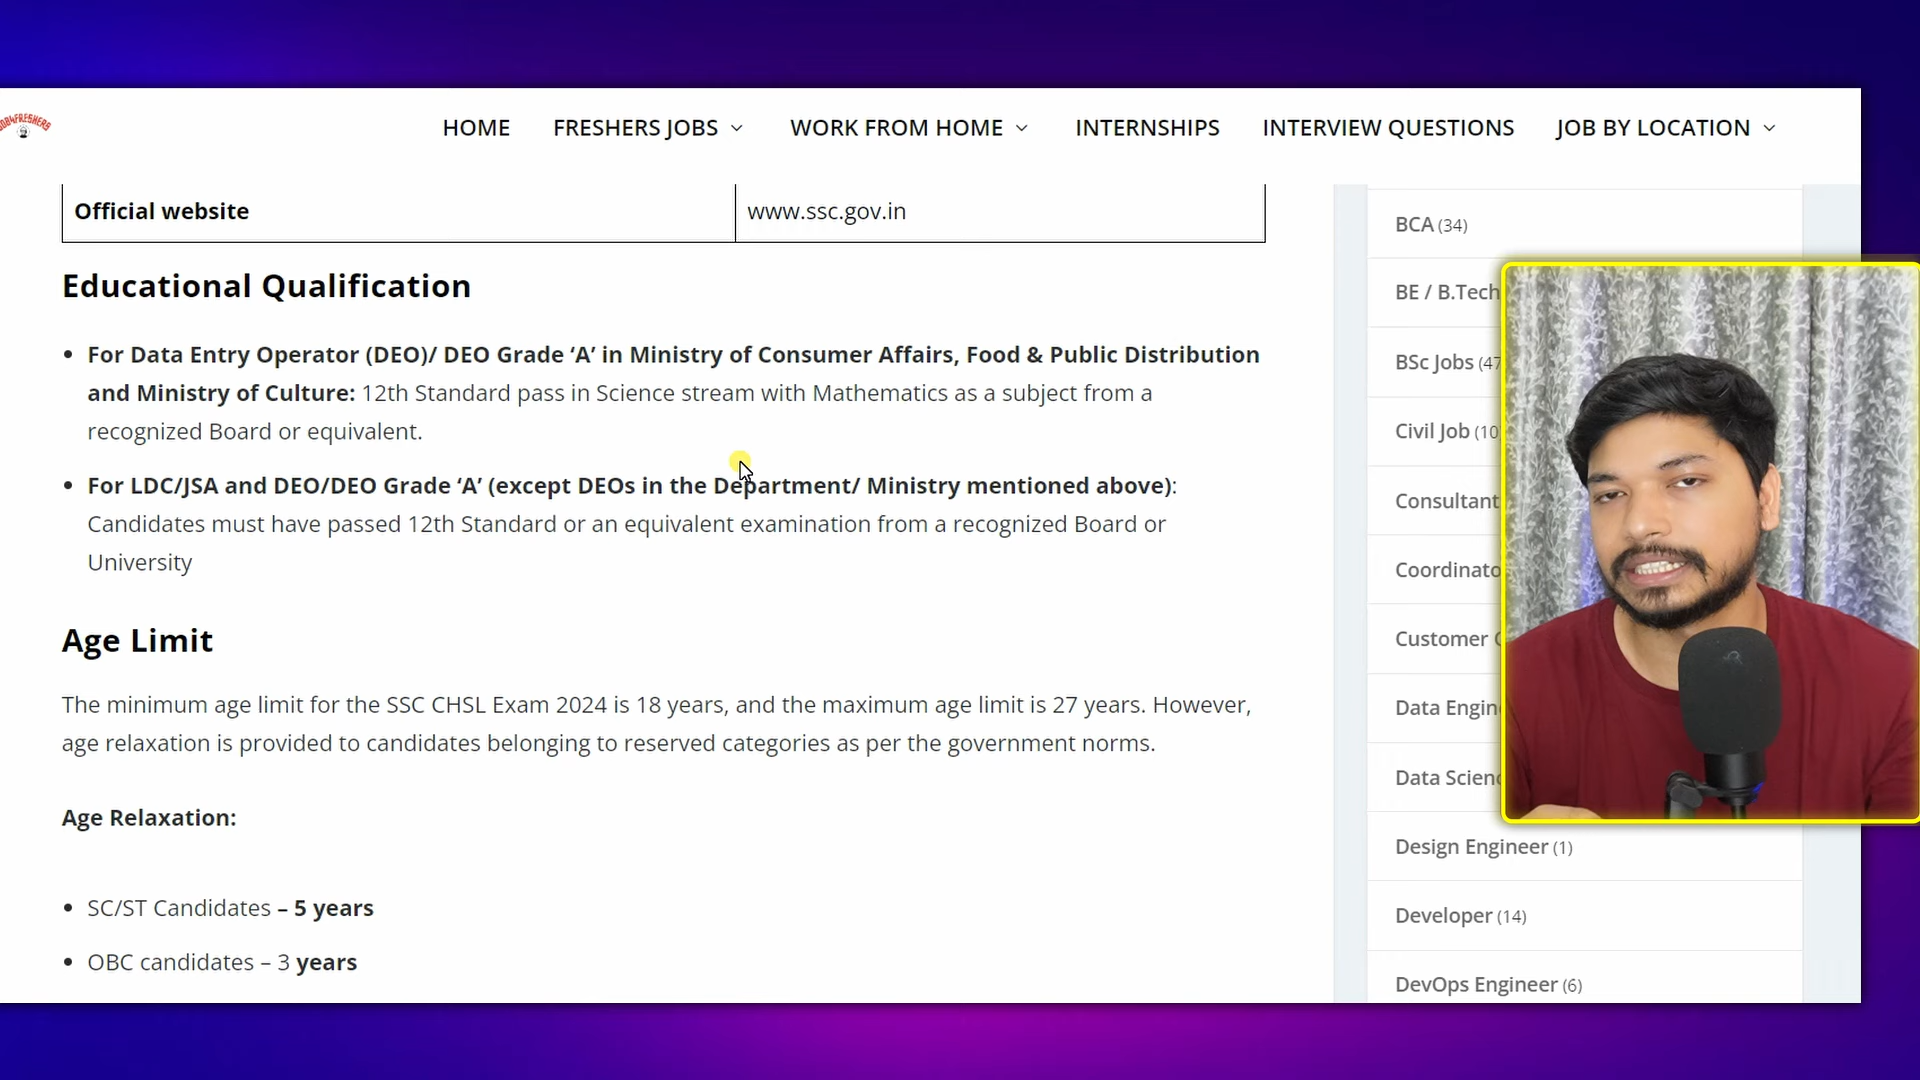 JOB4FRESHERS
HOME FRESHERS JOBS WORK FROM HOME INTERNSHIPS INTERVIEW QUESTIONS JOB BY LOCATION
Official website www.ssc.gov.in
Educational Qualification
• For Data Entry Operator (DEO)/ DEO Grade ‘A’ in Ministry of Consumer Affairs, Food & Public Distribution
and Ministry of Culture: 12th Standard pass in Science stream with Mathematics as a subject from a
recognized Board or equivalent.
• For LDC/JSA and DEO/DEO Grade ‘A’ (except DEOs in the Department/ Ministry mentioned above):
Candidates must have passed 12th Standard or an equivalent examination from a recognized Board or
University
Age Limit
The minimum age limit for the SSC CHSL Exam 2024 is 18 years, and the maximum age limit is 27 years. However,
age relaxation is provided to candidates belonging to reserved categories as per the government norms.
Age Relaxation:
• SC/ST Candidates – 5 years
• OBC candidates – 3 years
BCA (34)
BE / B.Tech
BSc Jobs (47
Civil Job (10
Consultant
Coordinato
Customer
Data Engin
Data Scien
Design Engineer (1)
Developer (14)
DevOps Engineer (6)